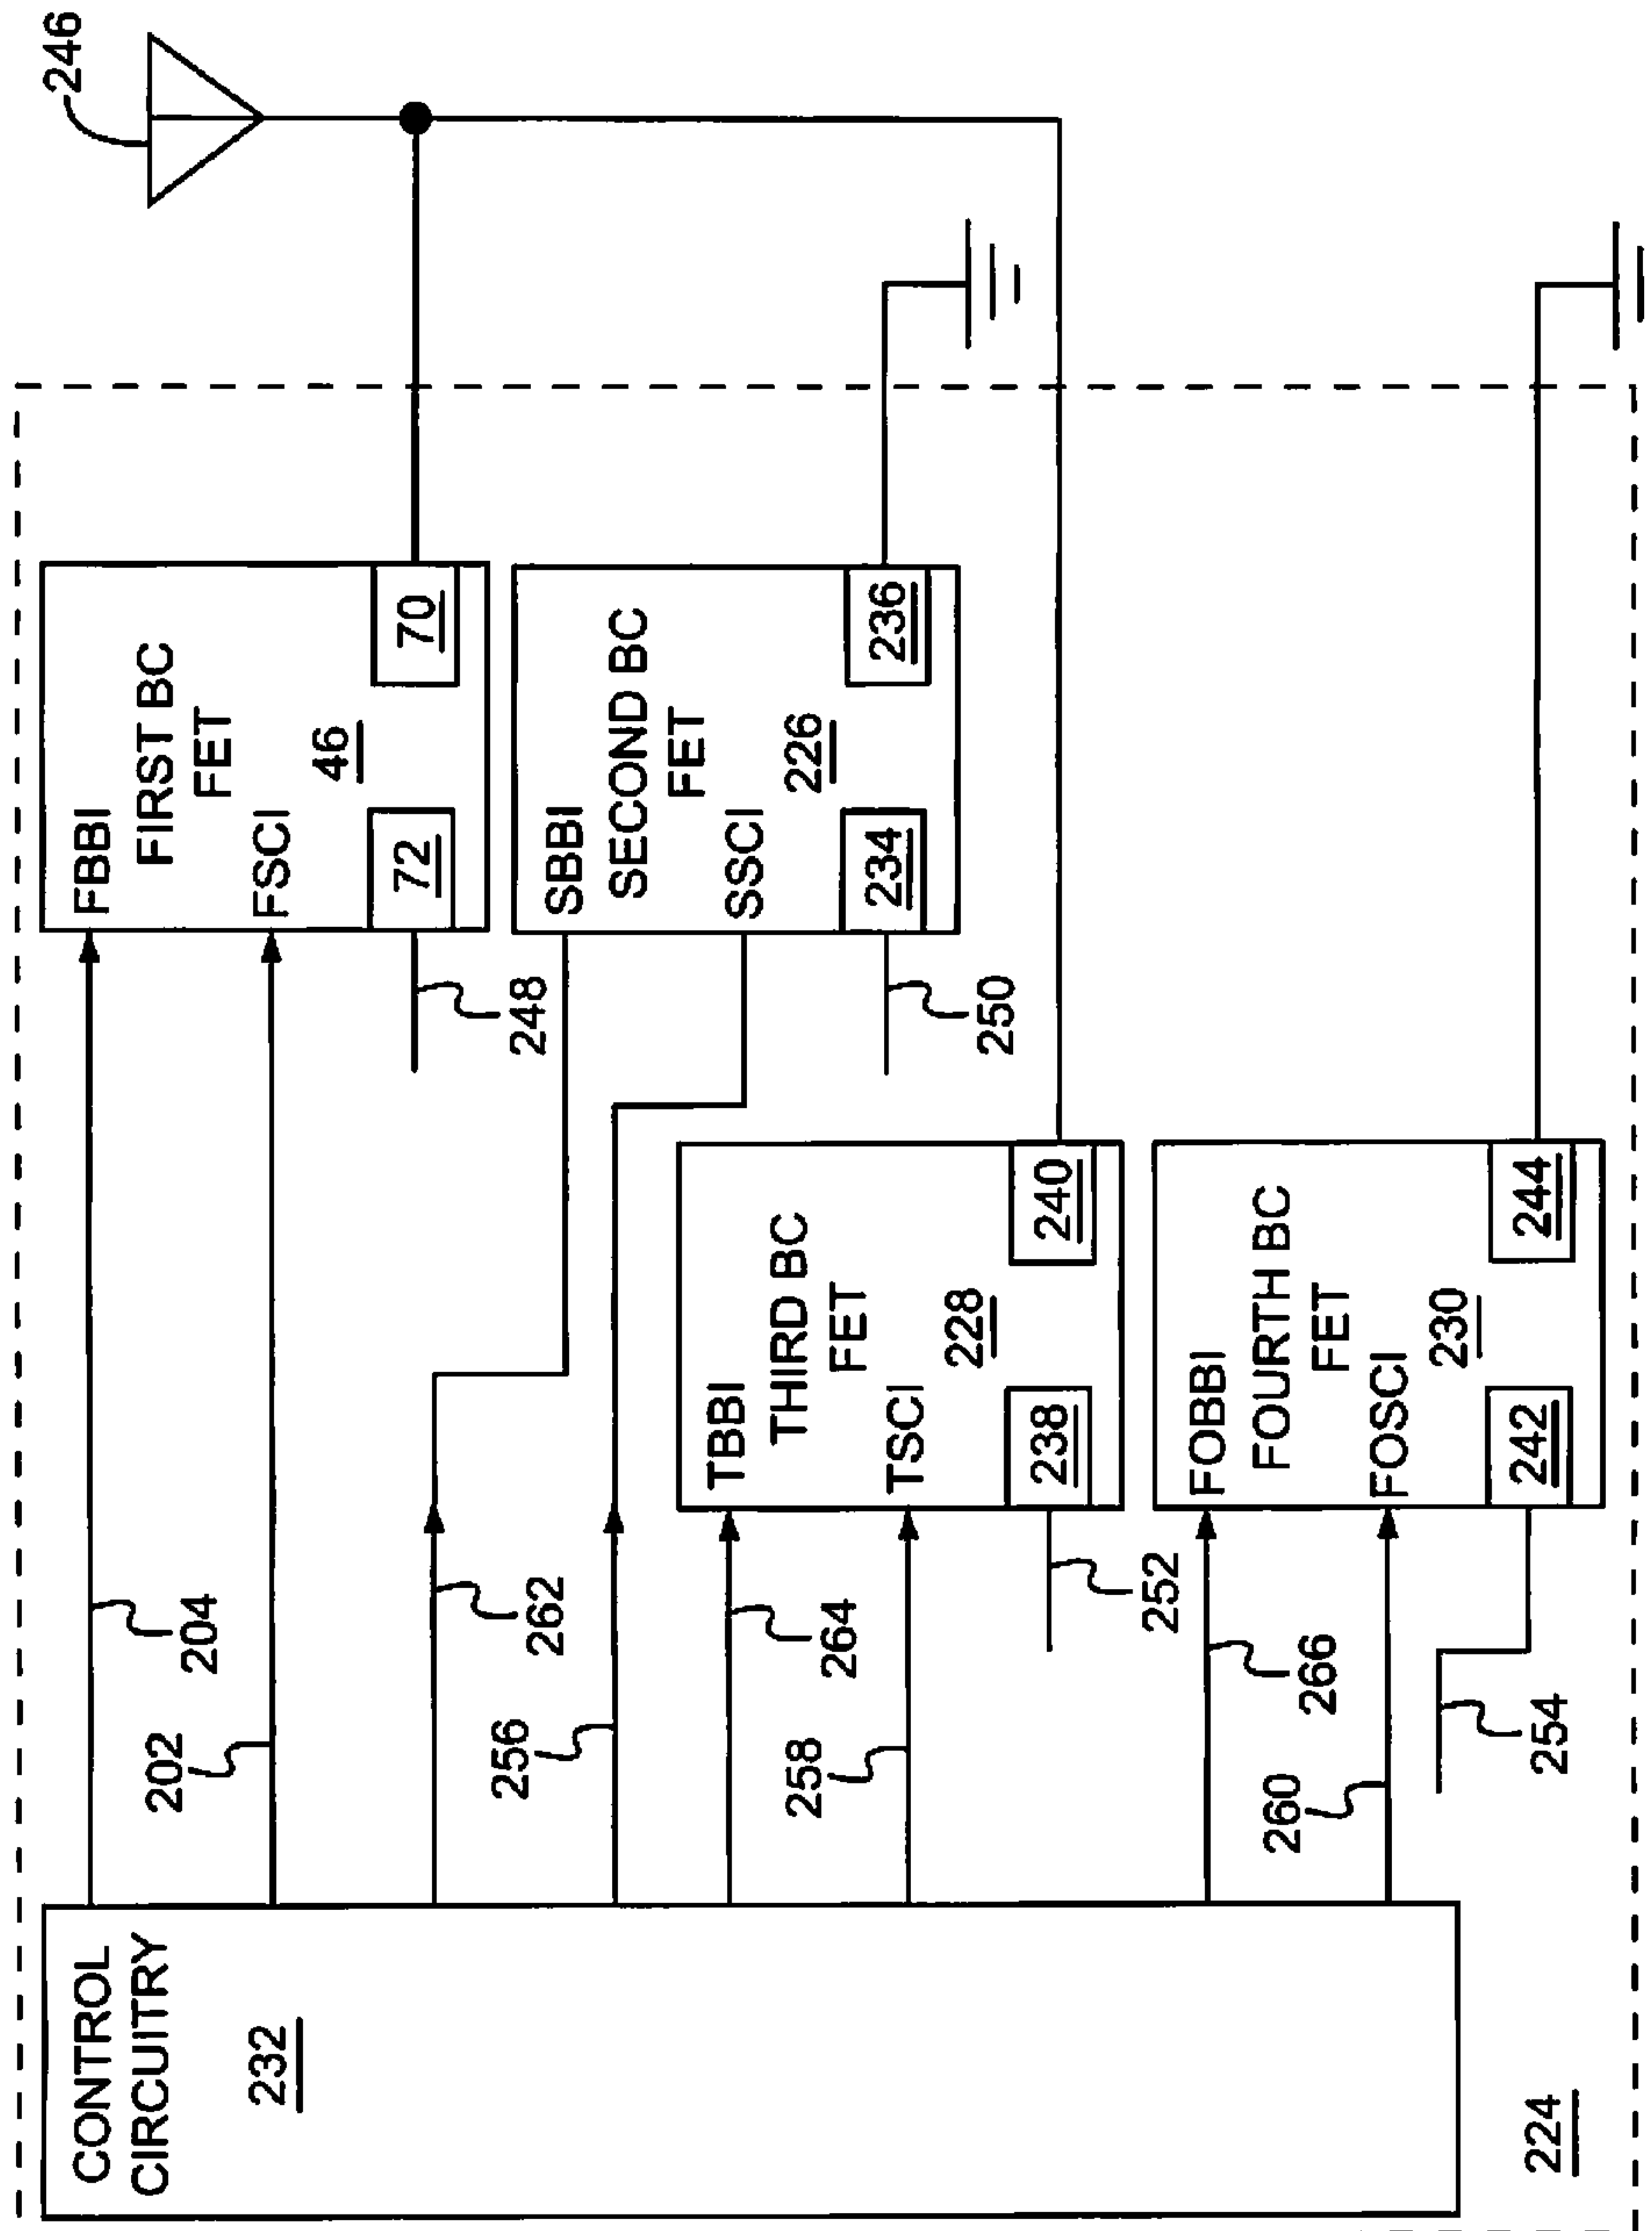 CONTROL
CIRCUITRY
232
224
204
202
262
256
264
258
266
260
254
252
248
250
FBBI
FIRST BC
FET
FSCI
46
72
70
SBBI
SECOND BC
FET
SSCI
226
234
236
TBBI
THIRD BC
FET
TSCI
228
238
240
FOBBI
FOURTH BC
FET
FOSCI
230
242
244
246